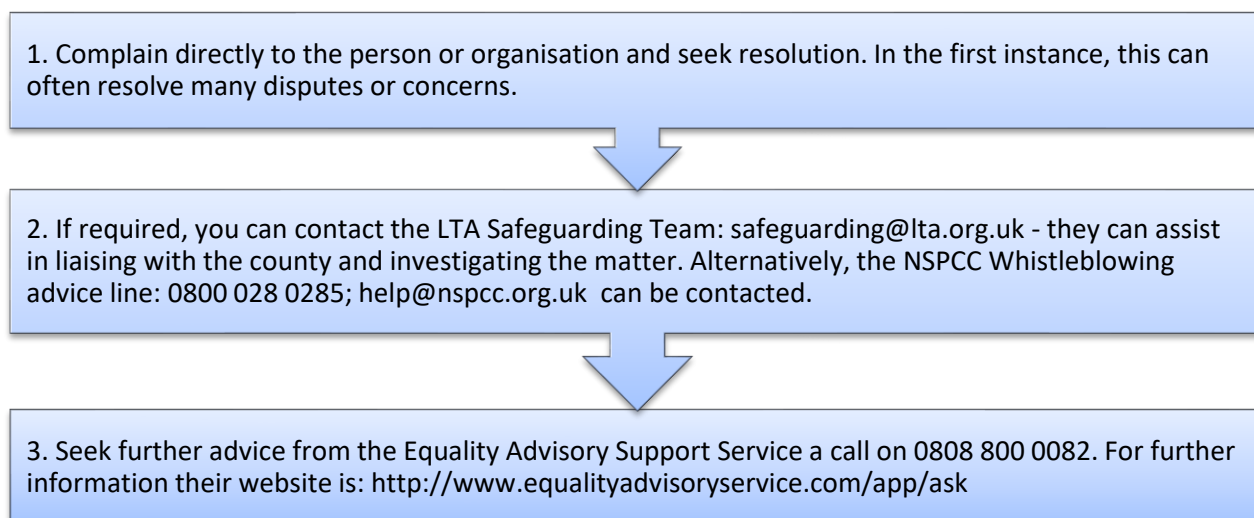 1. Complain directly to the person or organisation and seek resolution. In the first instance, this can
often resolve many disputes or concerns.
2. If required, you can contact the LTA Safeguarding Team: safeguarding@lta.org.uk - they can assist
in liaising with the county and investigating the matter. Alternatively, the NSPCC Whistleblowing
advice line: 0800 028 0285; help@nspcc.org.uk  can be contacted.
3. Seek further advice from the Equality Advisory Support Service a call on 0808 800 0082. For further
information their website is: http://www.equalityadvisoryservice.com/app/ask